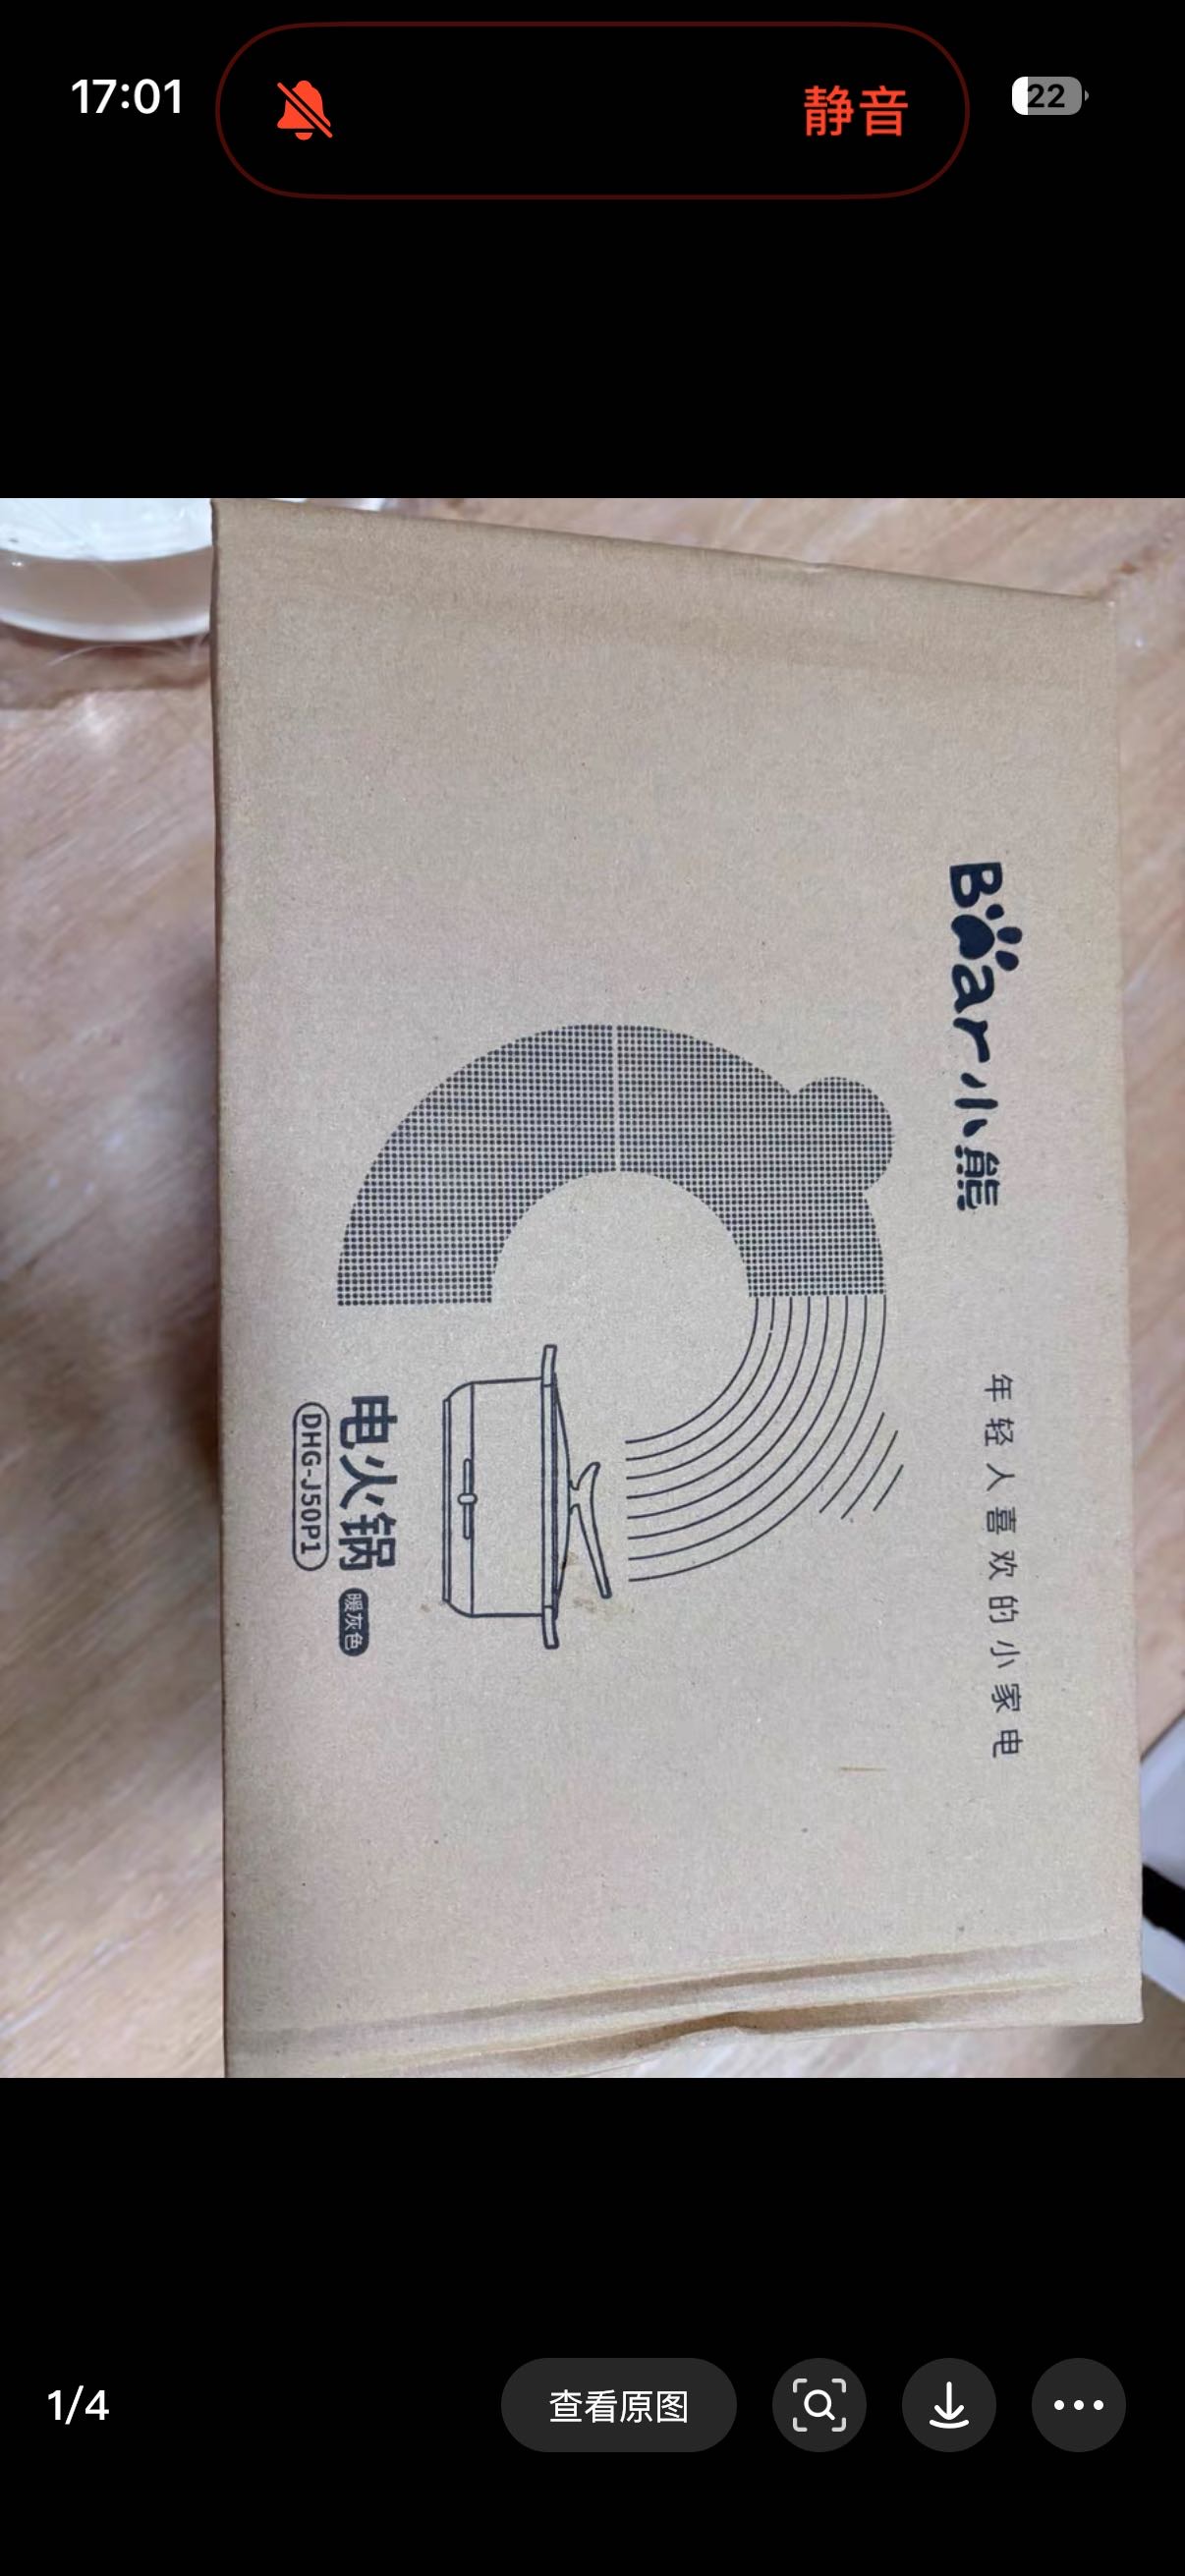 17:01
静音
22
Bear小熊
年轻人喜欢的小家电
电火锅 暖灰色
DHG-J50P1
1/4
查看原图